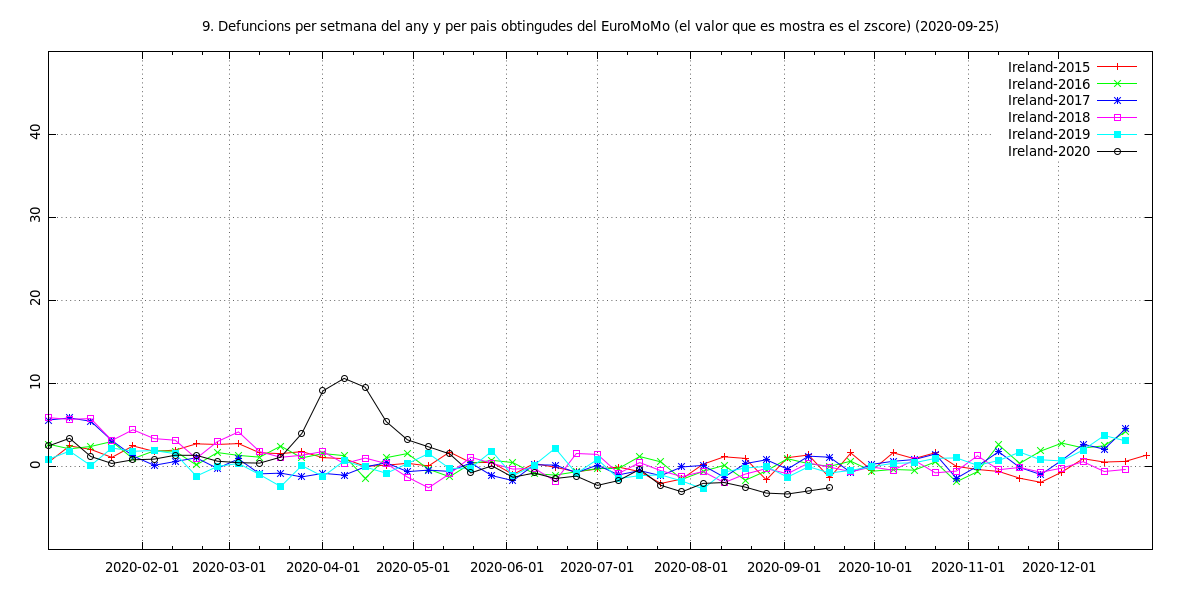 9. Defuncions per setmana del any y per pais obtingudes del EuroMoMo (el valor que es mostra es el zscore) (2020-09-25)
Ireland-2015
Ireland-2016
Ireland-2017
Ireland-2018
Ireland-2019
Ireland-2020
40
30
20
10
0
2020-02-01 2020-03-01 2020-04-01 2020-05-01 2020-06-01 2020-07-01 2020-08-01 2020-09-01 2020-10-01 2020-11-01 2020-12-01